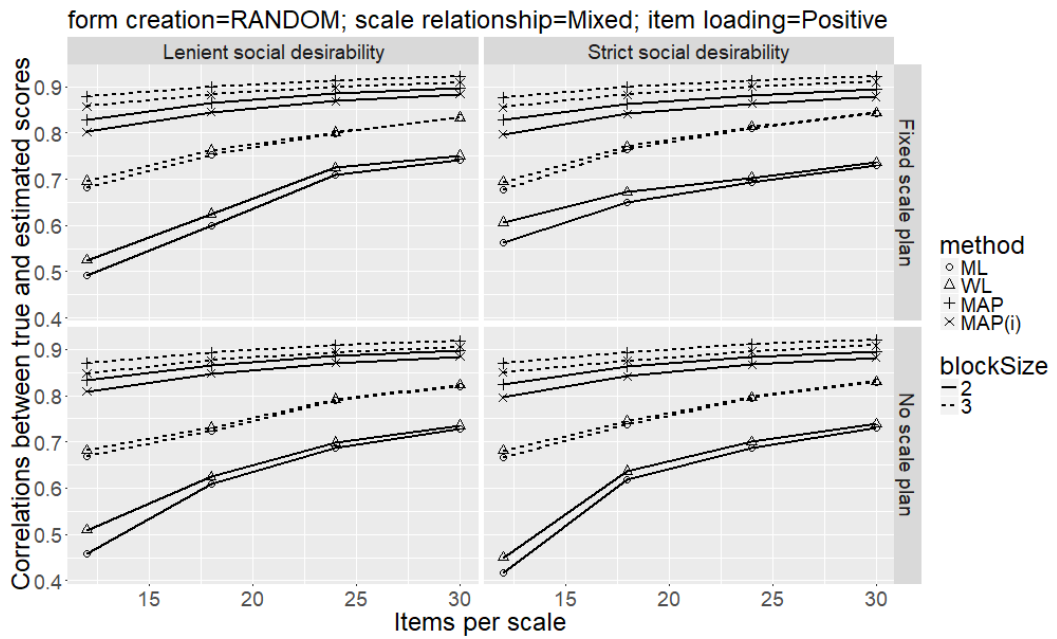 form creation=RANDOM; scale relationship=Mixed; item loading=Positive
Lenient social desirability
Strict social desirability
Correlations between true and estimated scores
0.9
0.8
0.7
0.6
0.5
0.4
Fixed scale plan
0.9
0.8
0.7
0.6
0.5
0.4
No scale plan
15 20 25 30
15 20 25 30
Items per scale
method
ML
WL
MAP
MAP(i)
blockSize
2
3